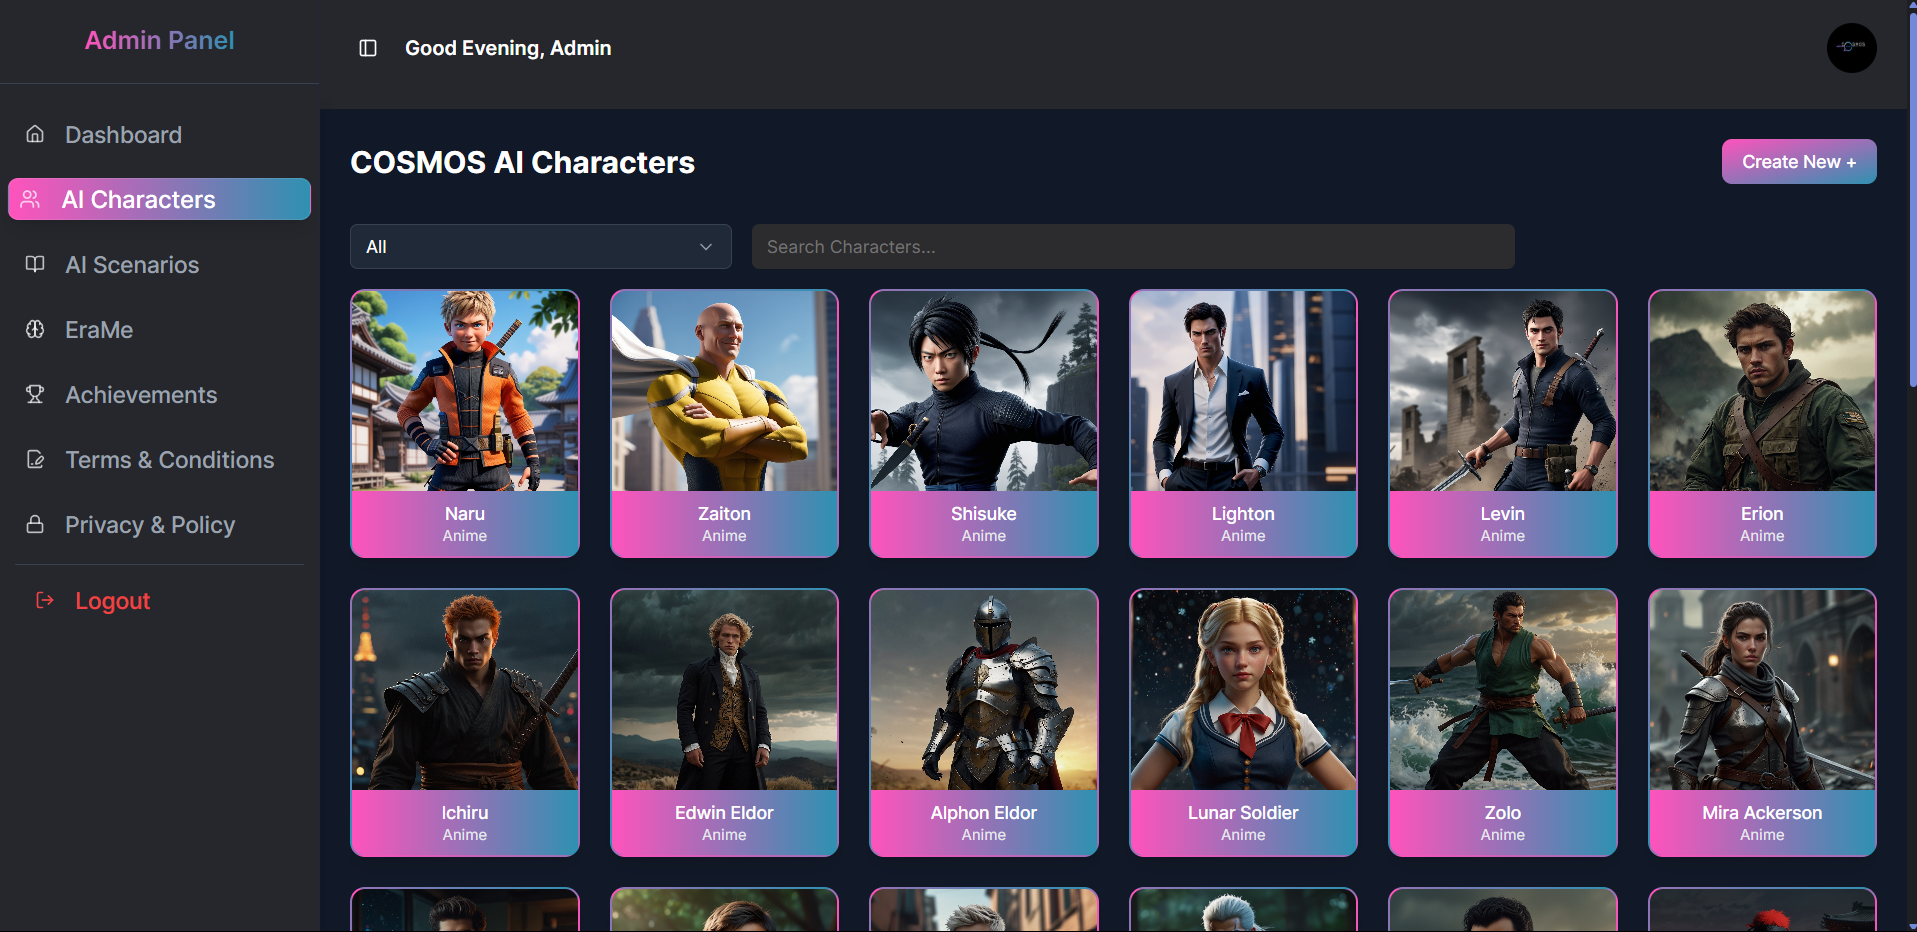 Admin Panel
Good Evening, Admin
Dashboard
AI Characters
AI Scenarios
EraMe
Achievements
Terms & Conditions
Privacy & Policy
Logout
COSMOS AI Characters
Create New +
All
Search Characters...
Naru
Anime
Zaiton
Anime
Shisuke
Anime
Lighton
Anime
Levin
Anime
Erion
Anime
Ichiru
Anime
Edwin Eldor
Anime
Alphon Eldor
Anime
Lunar Soldier
Anime
Zolo
Anime
Mira Ackerson
Anime